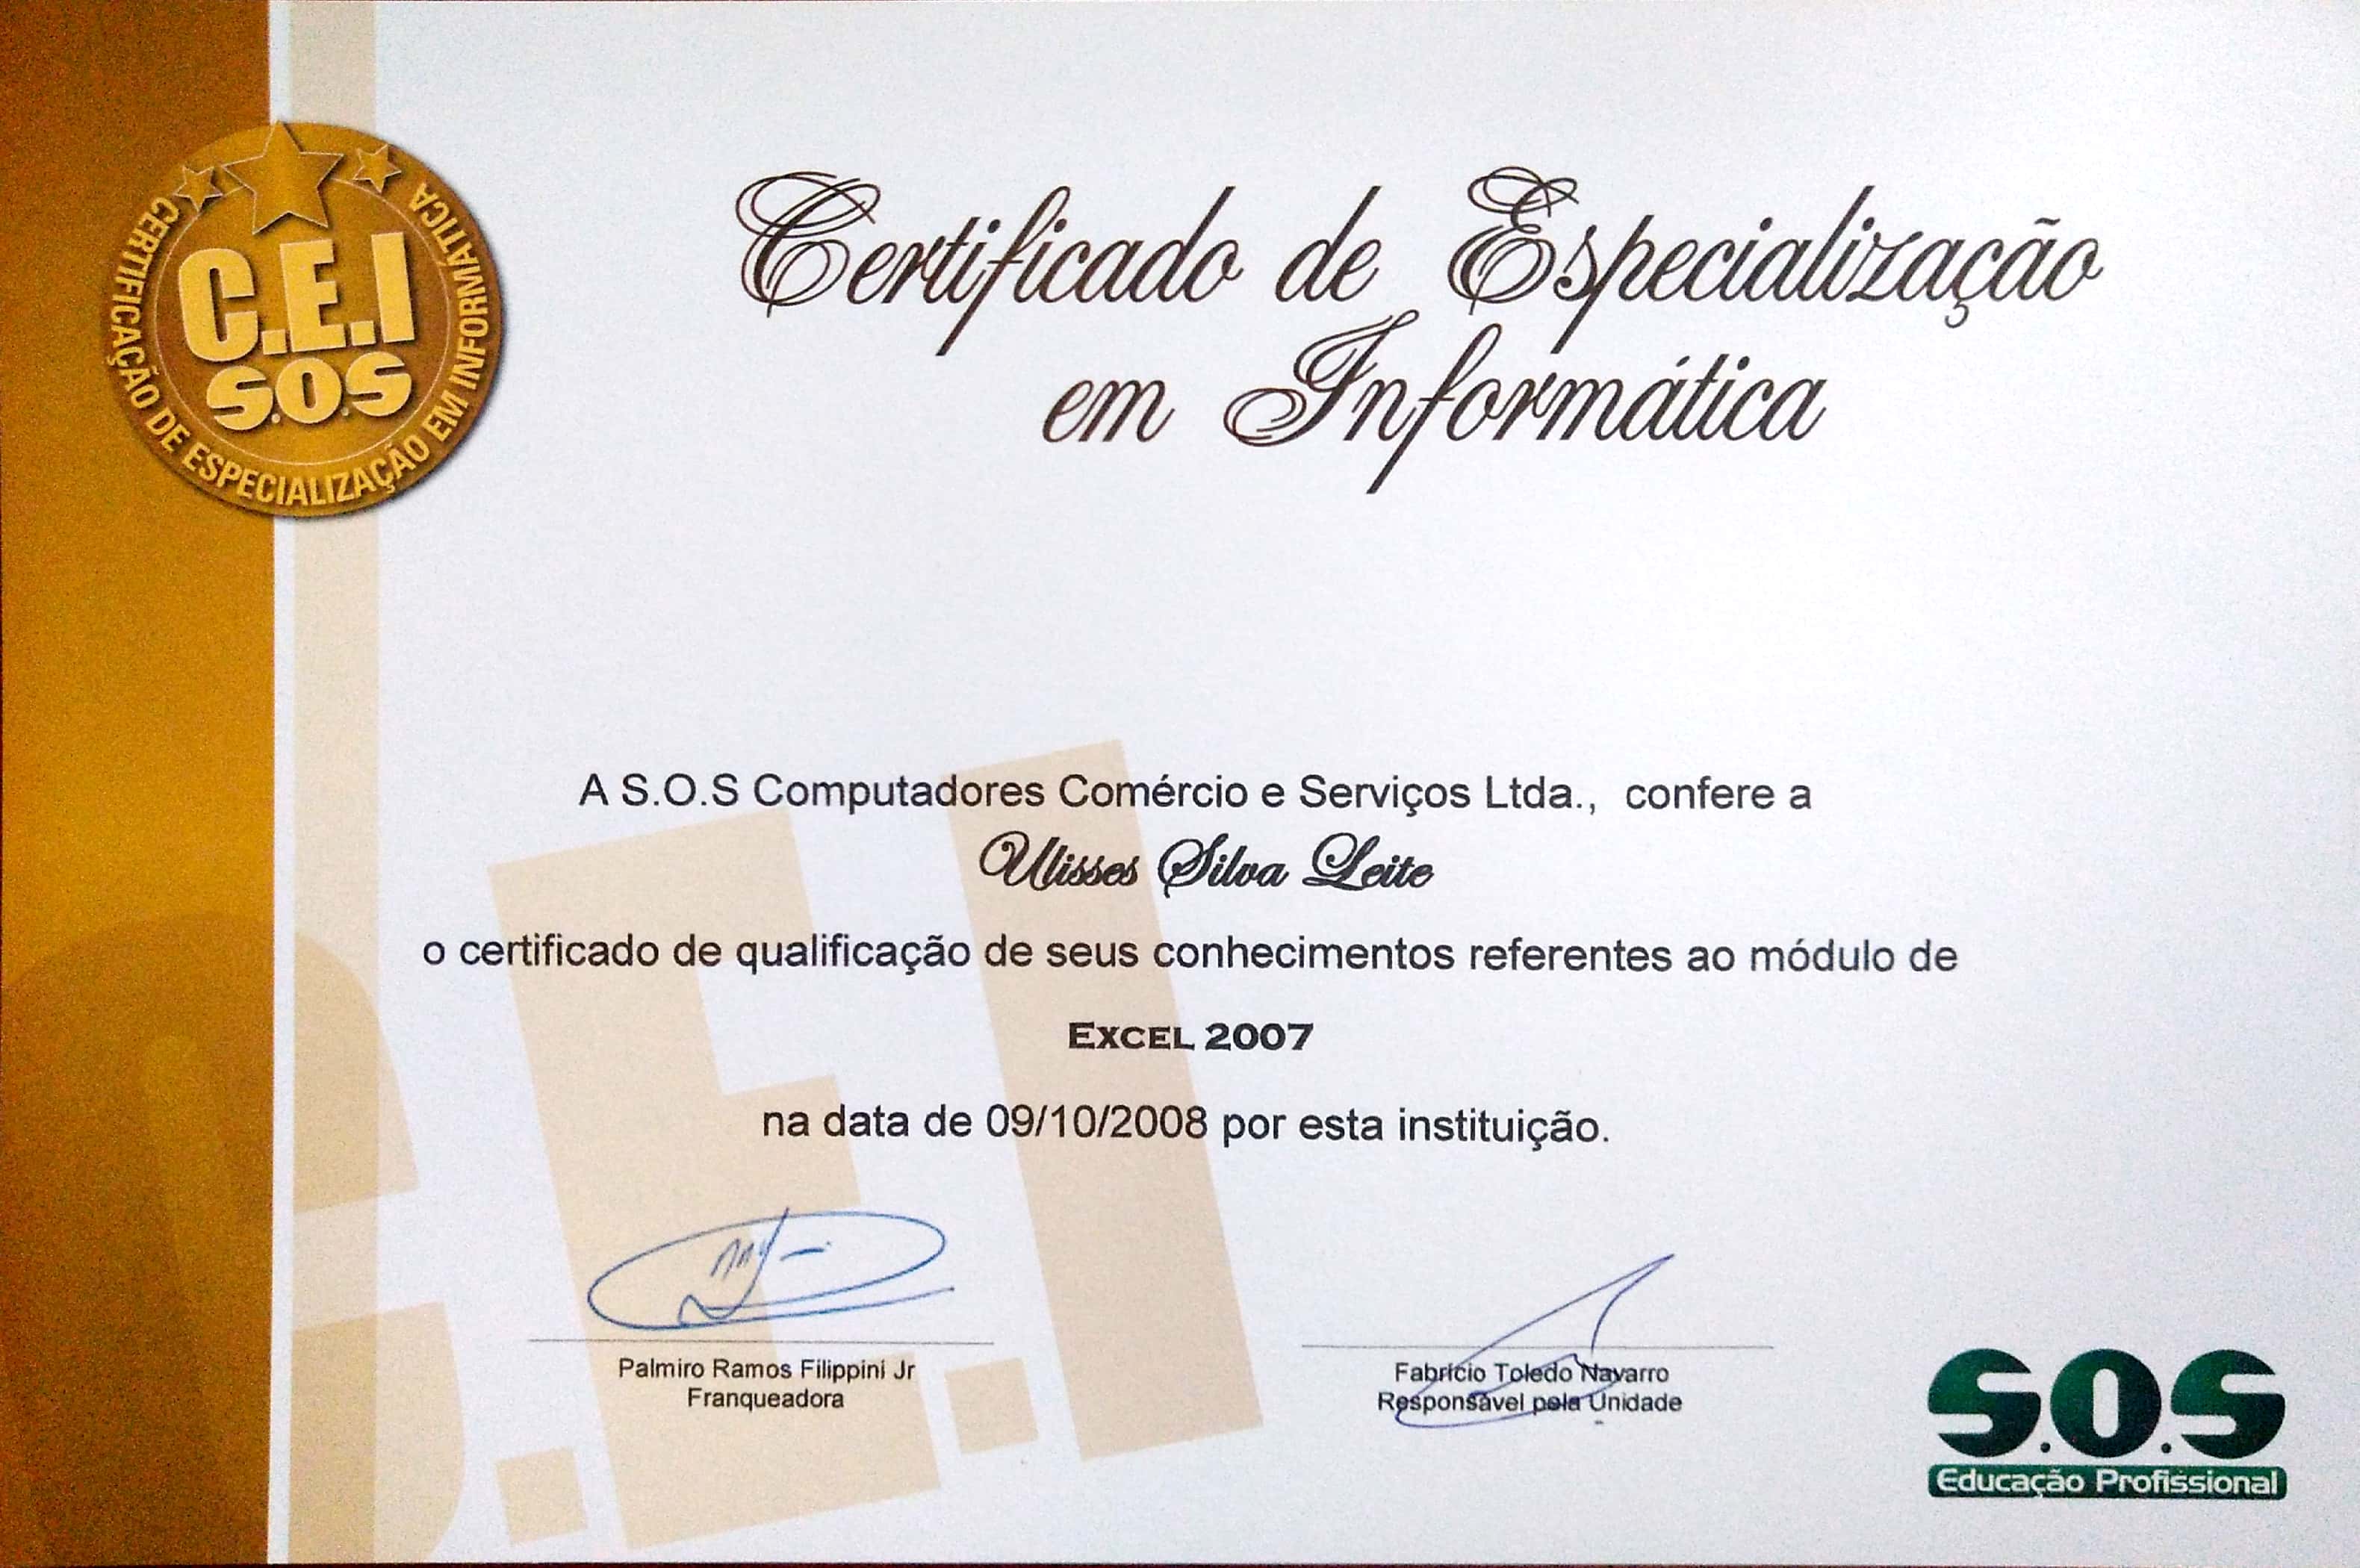 C.E.I
S.O.S
CERTIFICAÇÃO DE ESPECIALIZAÇÃO EM INFORMÁTICA
Certificado de Especialização
em Informática
A S.O.S Computadores Comércio e Serviços Ltda., confere a
Ulisses Silva Leite
o certificado de qualificação de seus conhecimentos referentes ao módulo de
EXCEL 2007
na data de 09/10/2008 por esta instituição.
Palmiro Ramos Filippini Jr
Franqueadora
Fabrício Toledo Navarro
Responsável pela Unidade
S.O.S
Educação Profissional
C.E.I